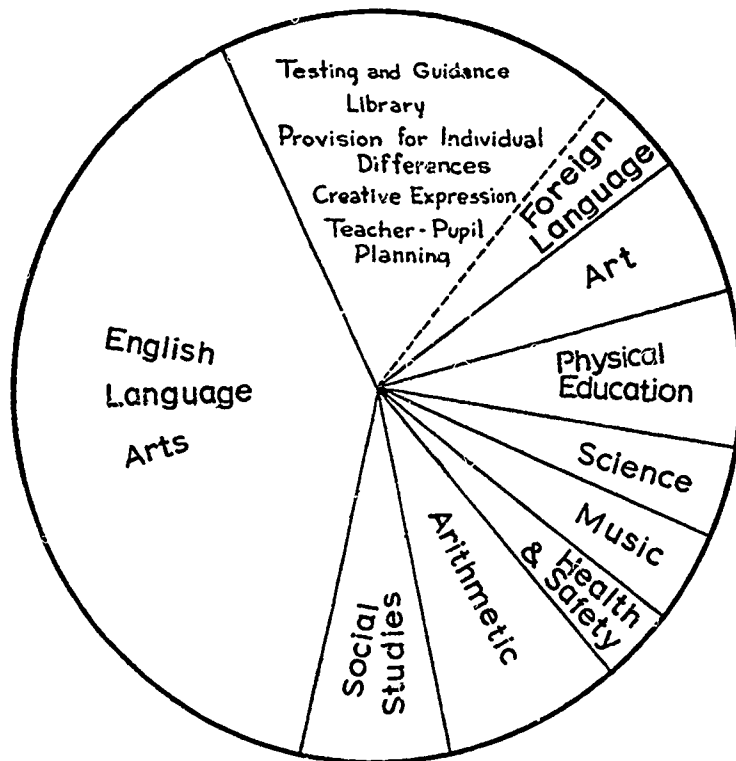 Testing and Guidance
Library
Provision for Individual
Differences
Creative Expression
Teacher-Pupil
Planning
Foreign
Language
Art
Physical
Education
Science
Music
Health
& Safety
Arithmetic
Social
Studies
English
Language
Arts